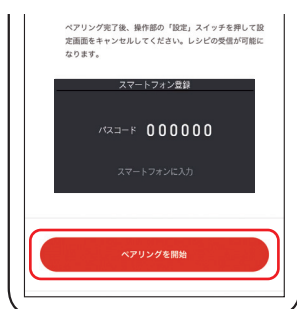 ペアリング完了後、操作部の「設定」スイッチを押して設
定画面をキャンセルしてください。レシピの受信が可能に
なります。
スマートフォン登録
パスコード 000000
スマートフォンに入力
ペアリングを開始